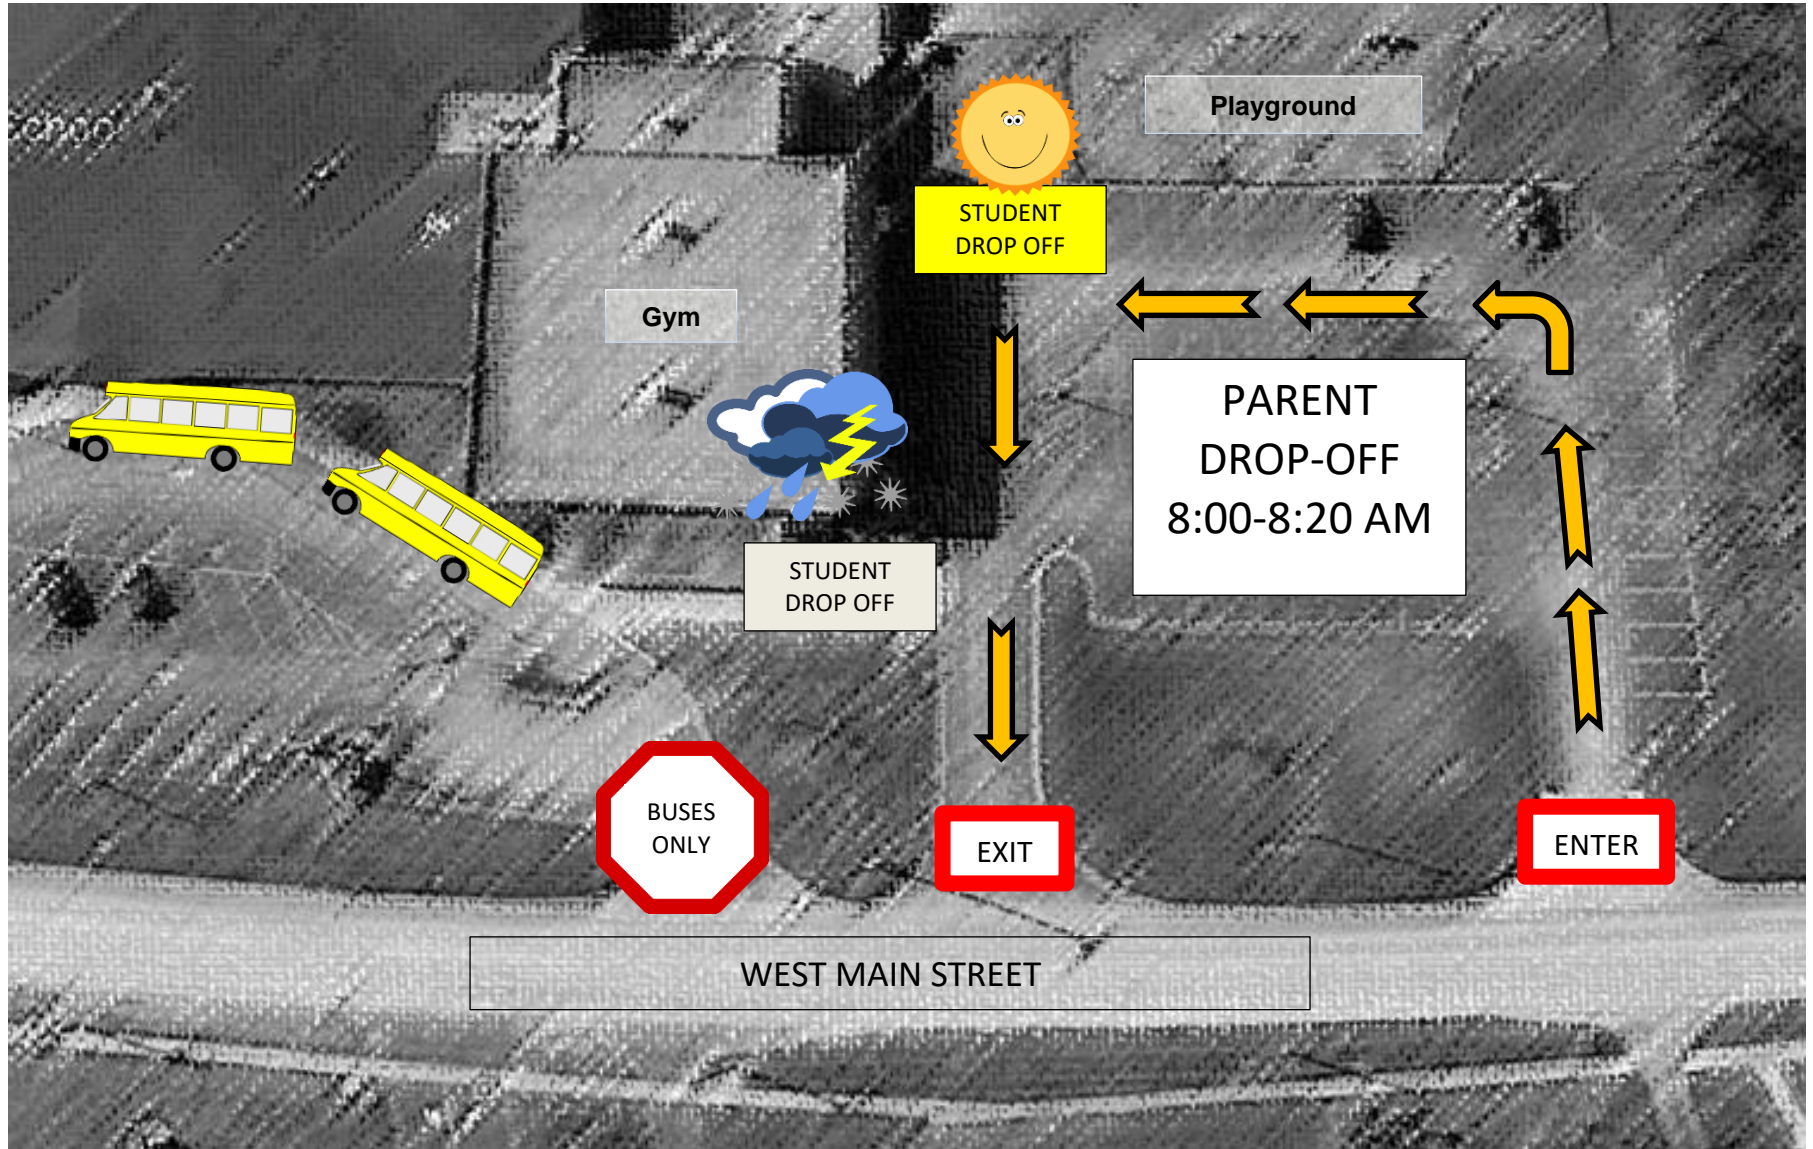 Playground
STUDENT
DROP OFF
Gym
PARENT
DROP-OFF
8:00-8:20 AM
STUDENT
DROP OFF
BUSES
ONLY
EXIT
ENTER
WEST MAIN STREET